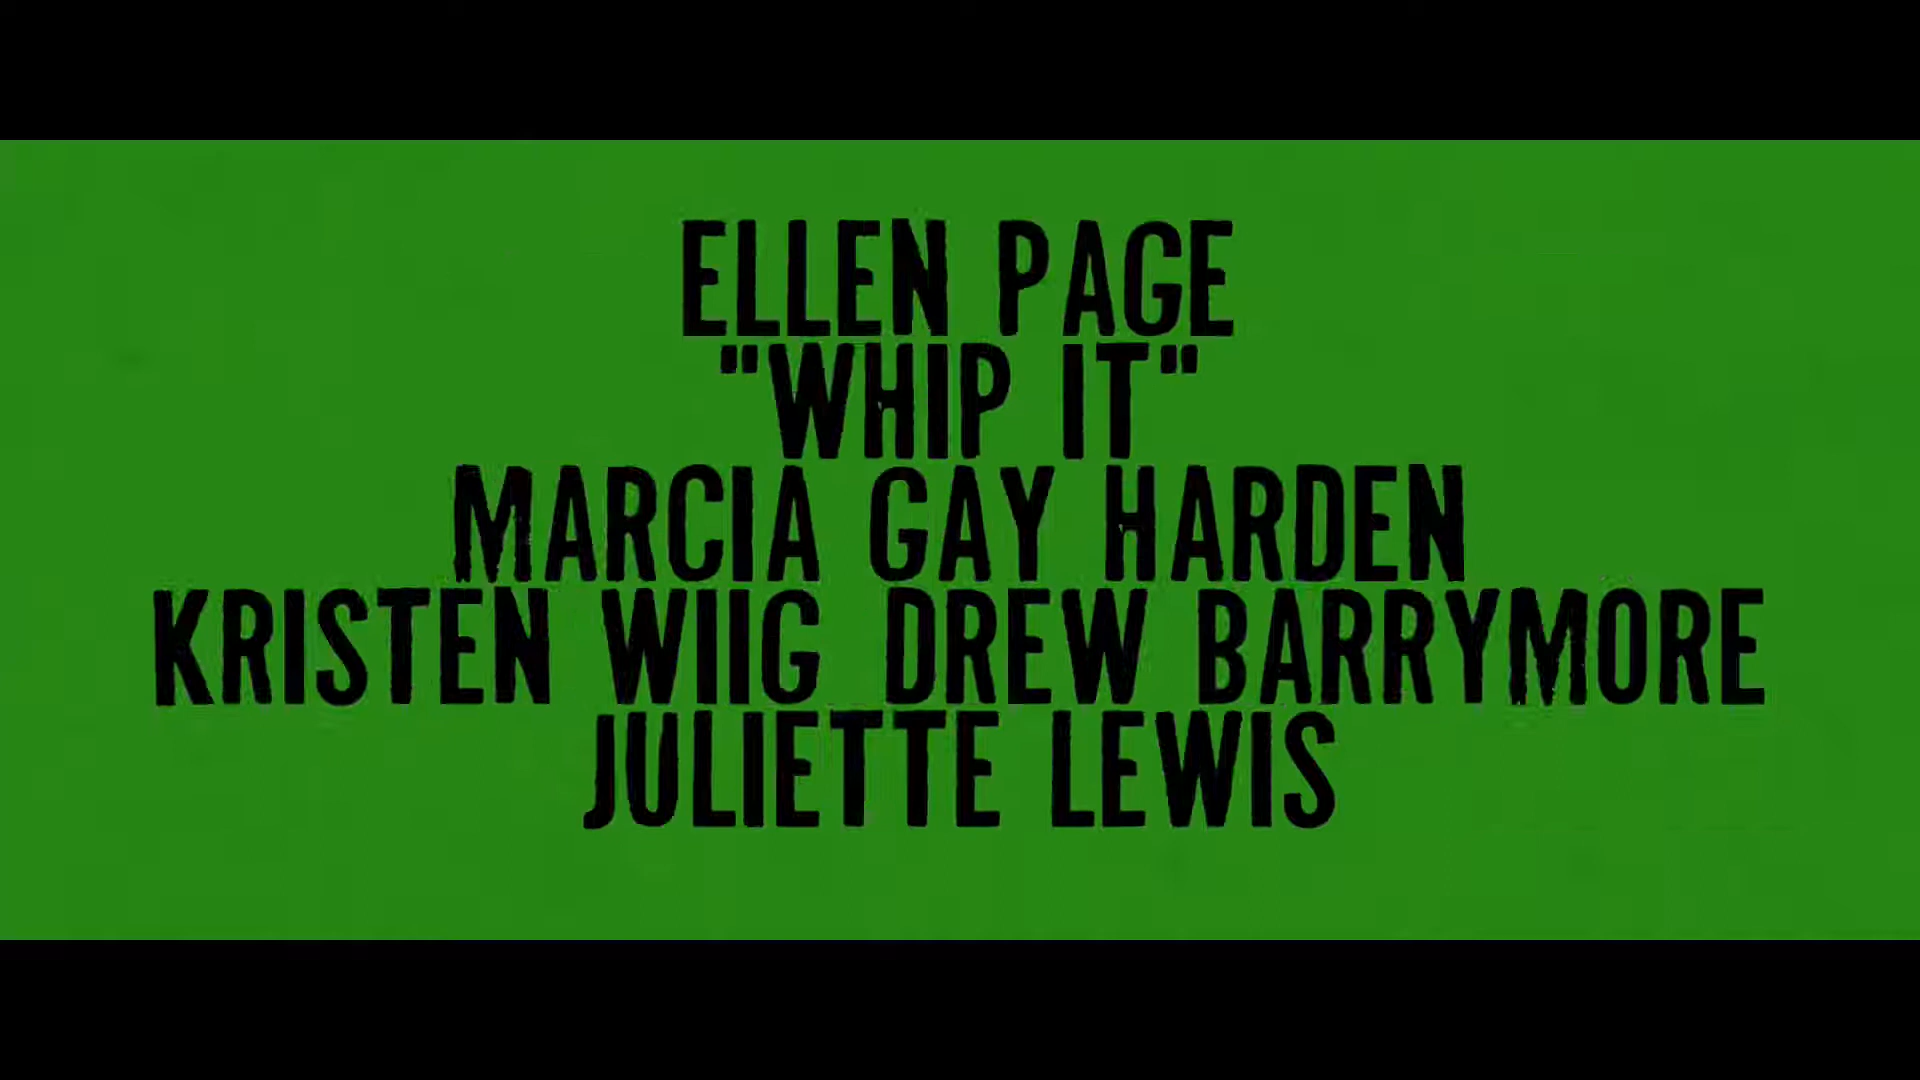 ELLEN PAGE
"WHIP IT"
MARCIA GAY HARDEN
KRISTEN WIIG DREW BARRYMORE
JULIETTE LEWIS